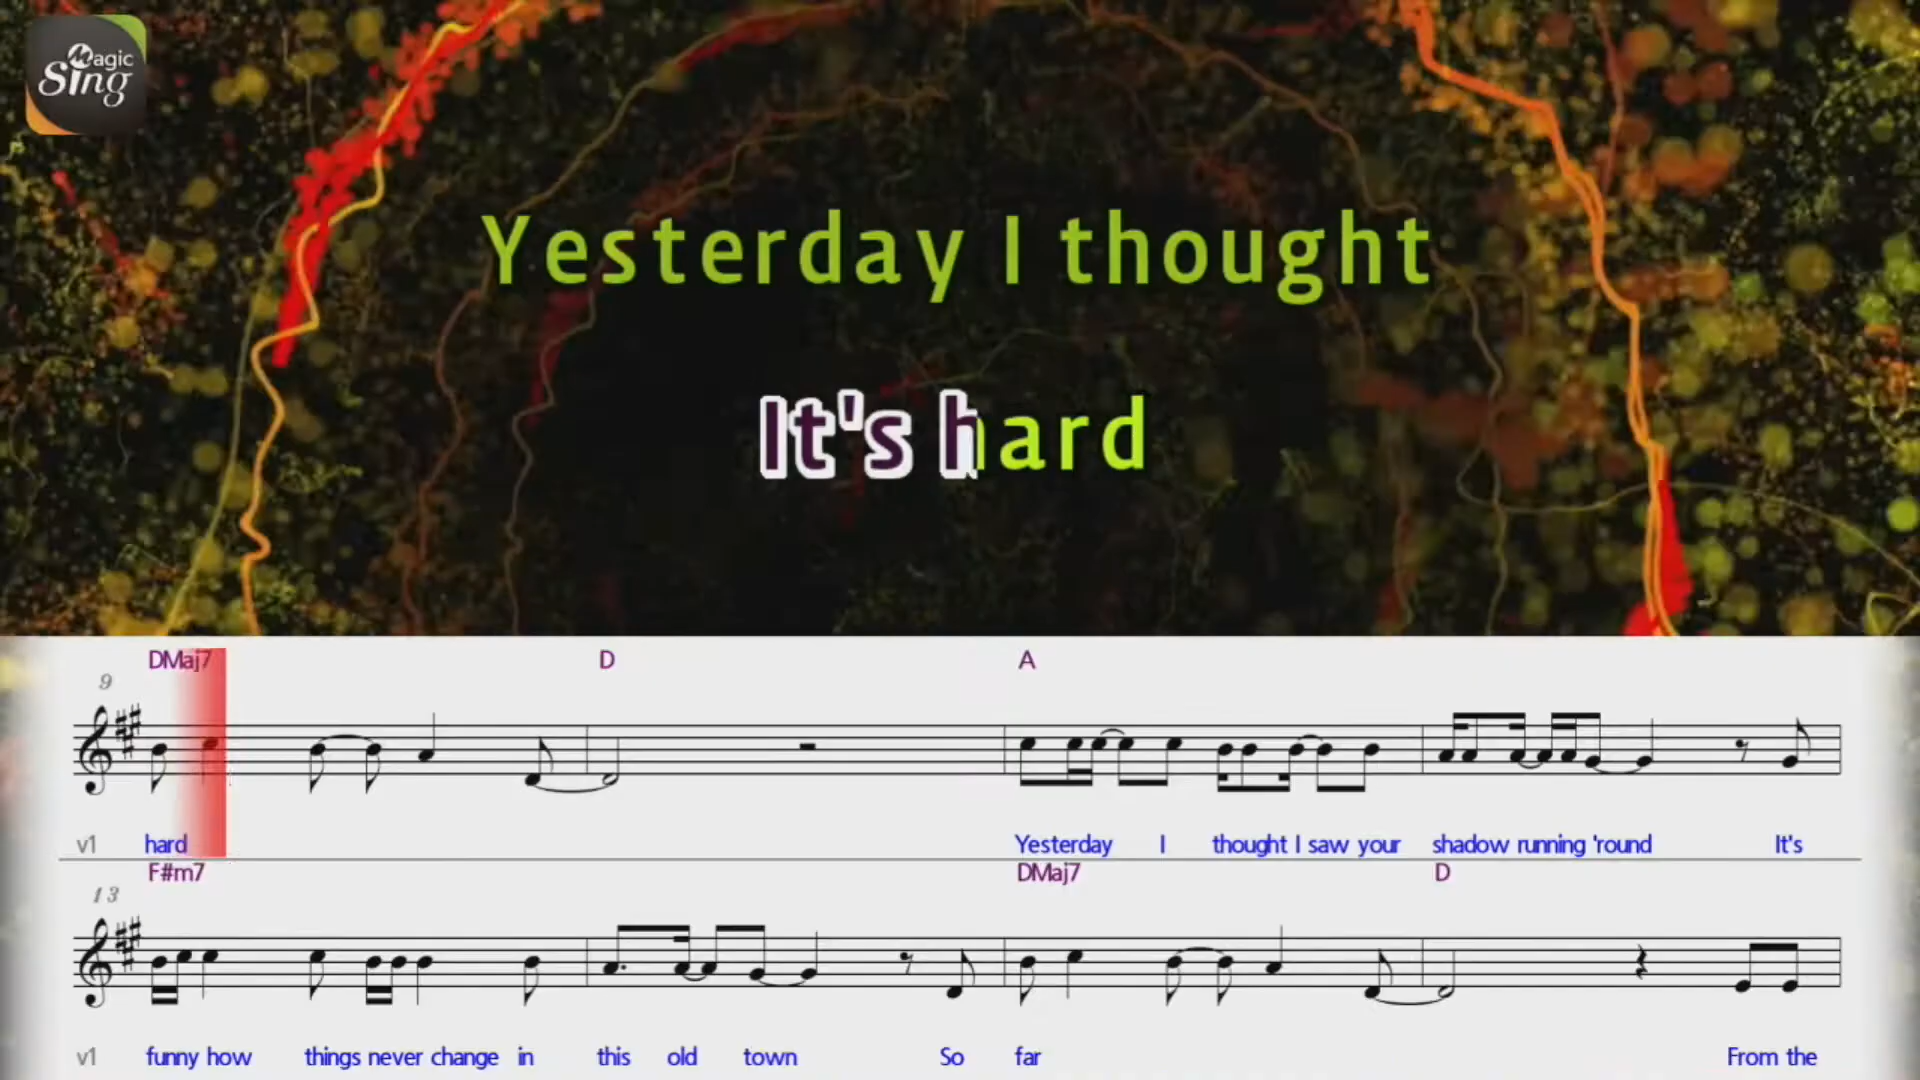 Magic
Sing
Yesterday I thought
It's hard
DMaj7 D A
9
v1 hard Yesterday I thought I saw your shadow running 'round It's
F#m7 DMaj7 D
13
v1 funny how things never change in this old town So far From the